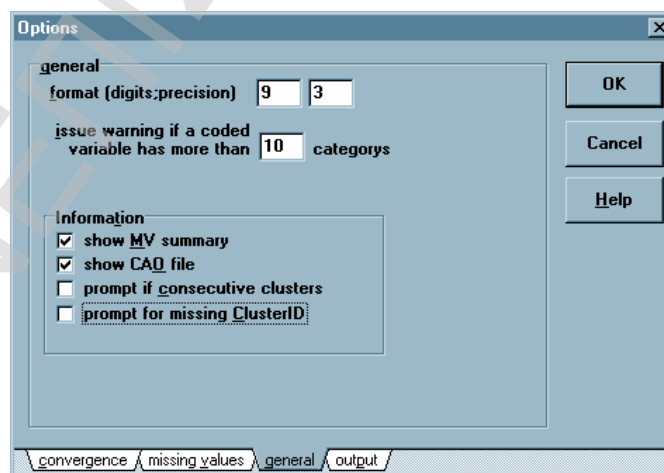 Options
general
format (digits;precision) 9 3
issue warning if a coded
variable has more than 10 categorys
Information
show MV summary
show CAO file
prompt if consecutive clusters
prompt for missing ClusterID
OK
Cancel
Help
convergence missing values general output